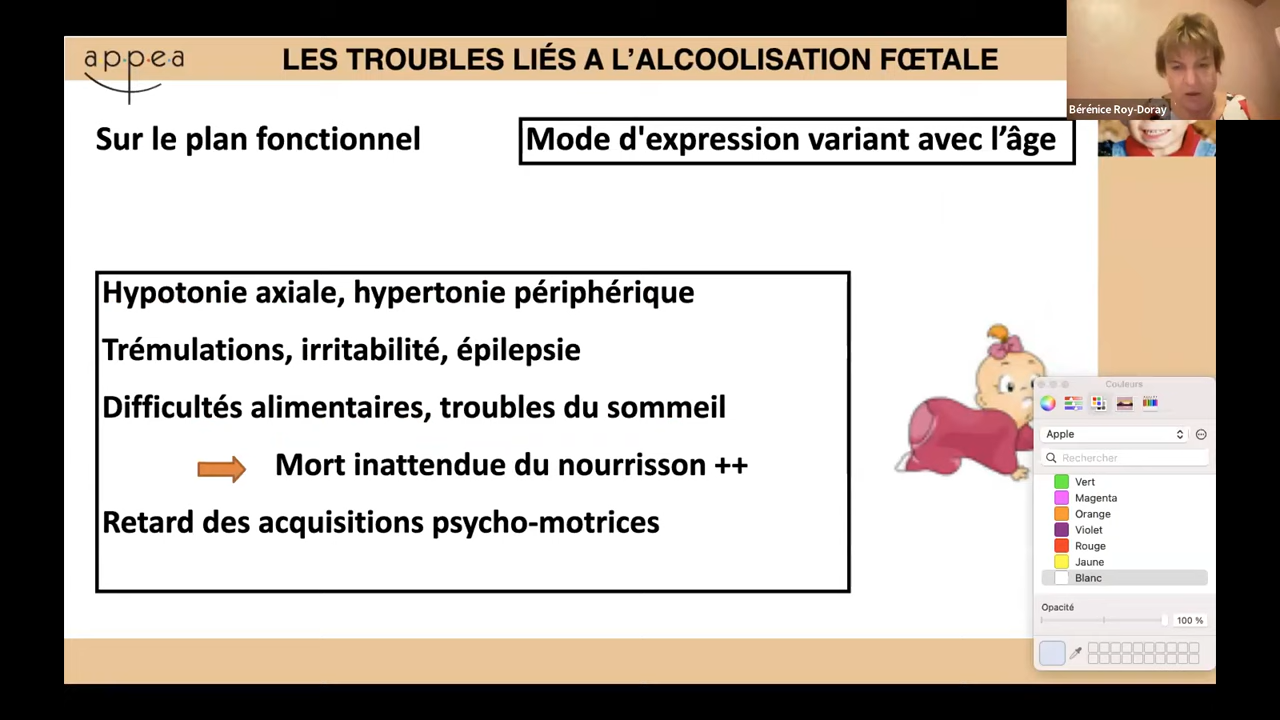 appea
LES TROUBLES LIÉS A L’ALCOOLISATION FŒTALE
Bérénice Roy-Doray
Sur le plan fonctionnel
Mode d'expression variant avec l’âge
Hypotonie axiale, hypertonie périphérique
Trémulations, irritabilité, épilepsie
Difficultés alimentaires, troubles du sommeil
Mort inattendue du nourrisson ++
Retard des acquisitions psycho-motrices
Couleurs
Apple
Rechercher
Vert
Magenta
Orange
Violet
Rouge
Jaune
Blanc
Opacité
100 %